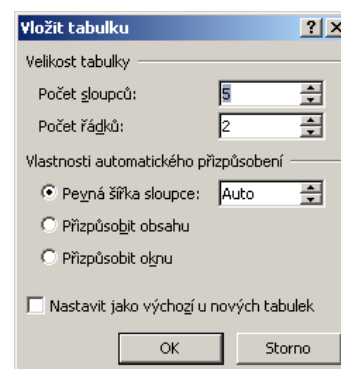 Vložit tabulku
Velikost tabulky
Počet sloupců: 5
Počet řádků: 2
Vlastnosti automatického přizpůsobení
Pevná šířka sloupce: Auto
Přizpůsobit obsahu
Přizpůsobit oknu
Nastavit jako výchozí u nových tabulek
OK Storno